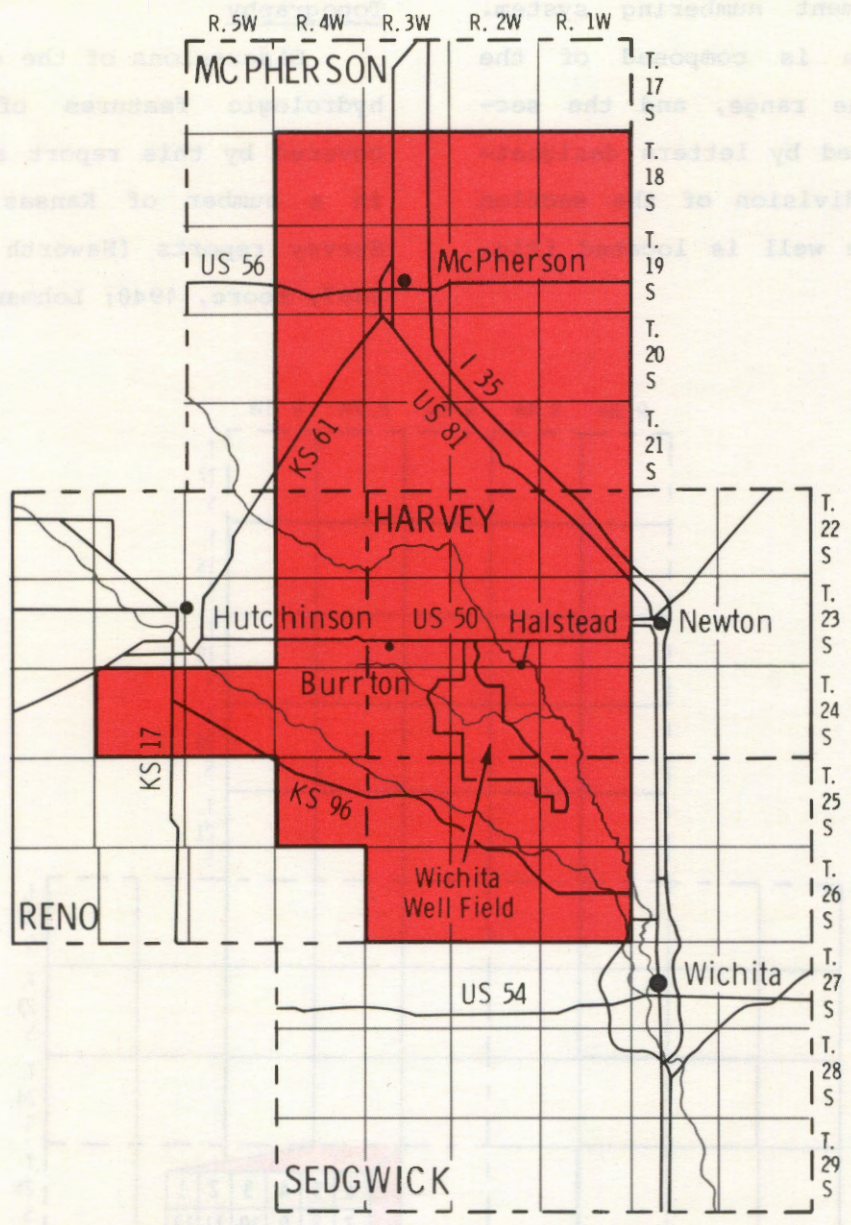 R. 5W R. 4W R. 3W R. 2W R. 1W
MCPHERSON
T. 17 S
T. 18 S
T. 19 S
US 56
McPherson
T. 20 S
I 35
US 81
KS 61
T. 21 S
HARVEY
T. 22 S
Hutchinson
US 50
Halstead
Newton
T. 23 S
Burrton
T. 24 S
KS 17
KS 96
T. 25 S
Wichita
Well Field
T. 26 S
RENO
Wichita
T. 27 S
US 54
T. 28 S
T. 29 S
SEDGWICK